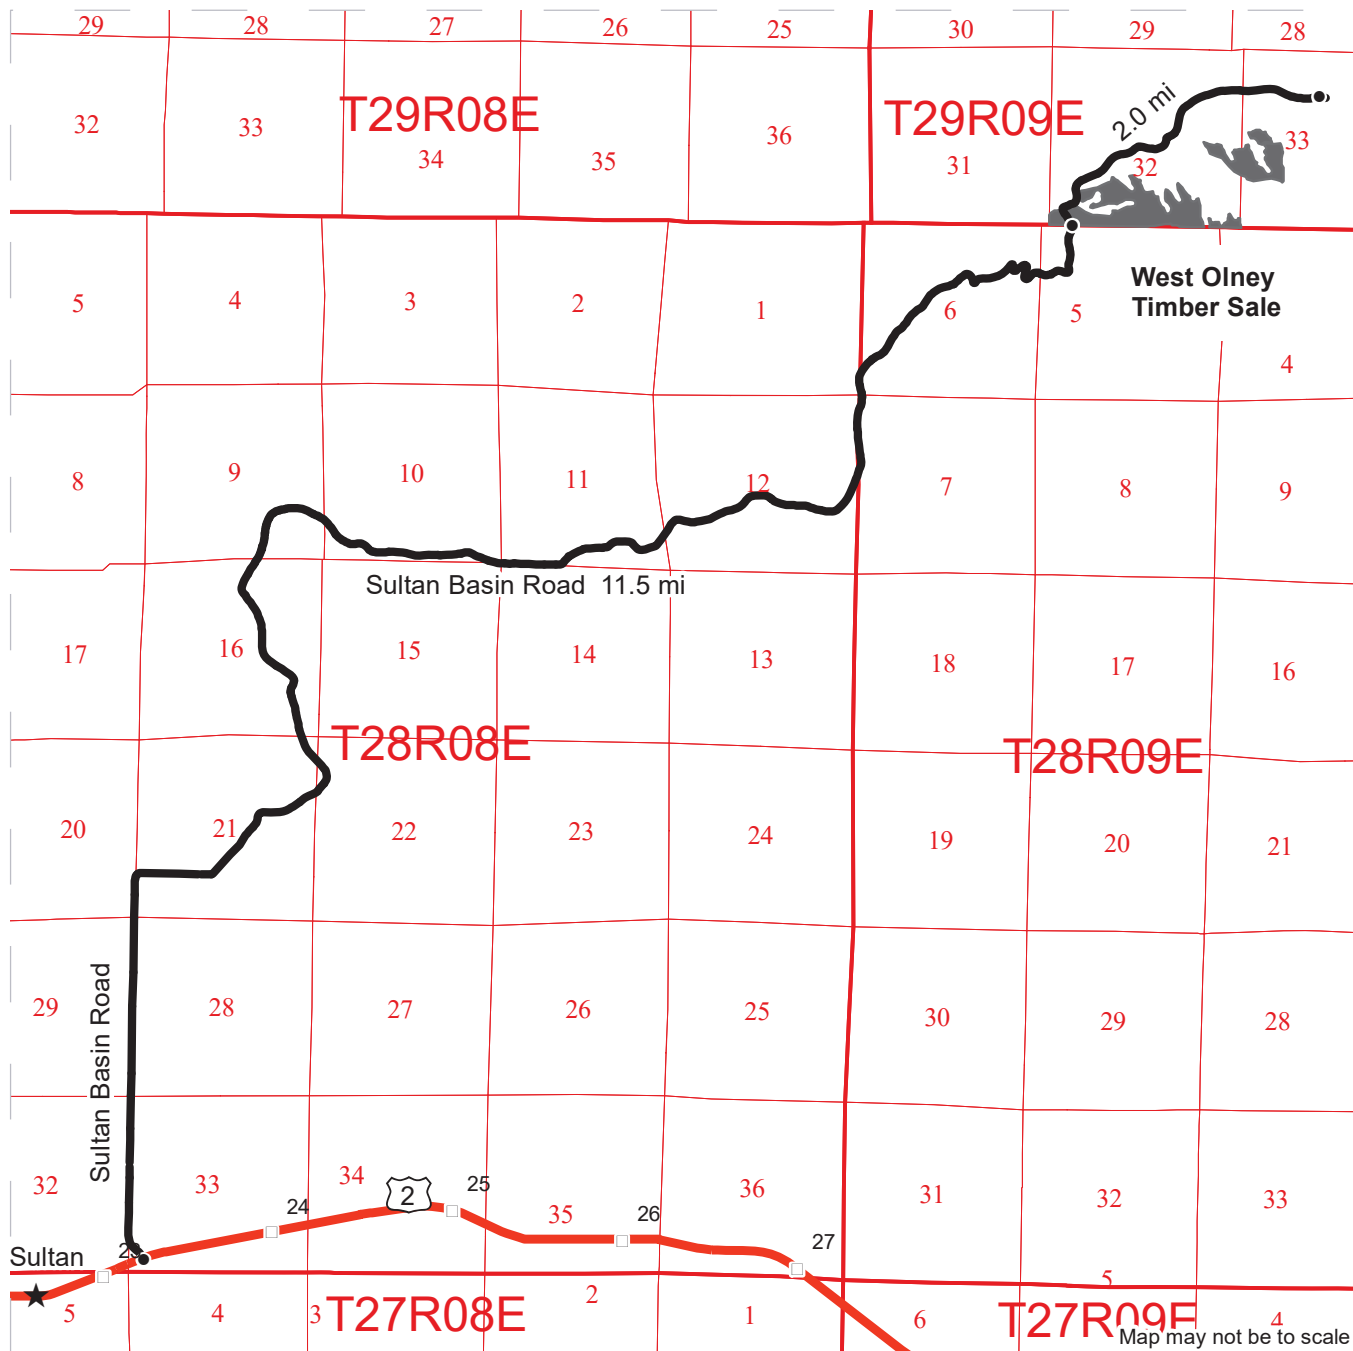 29 28 27 26 25 30 29 28
T29R08E T29R09E
2.0 mi
32 33 34 35 36 31 32 33
West Olney
Timber Sale
5 4 3 2 1 6 5 4
8 9 10 11 12 7 8 9
Sultan Basin Road 11.5 mi
17 16 15 14 13 18 17 16
T28R08E T28R09E
20 21 22 23 24 19 20 21
Sultan Basin Road
29 28 27 26 25 30 29 28
32 33 34 35 36 31 32 33
2
24 25 26 27
Sultan
5 4 3 2 1 6 5 4
T27R08E T27R09E
Map may not be to scale